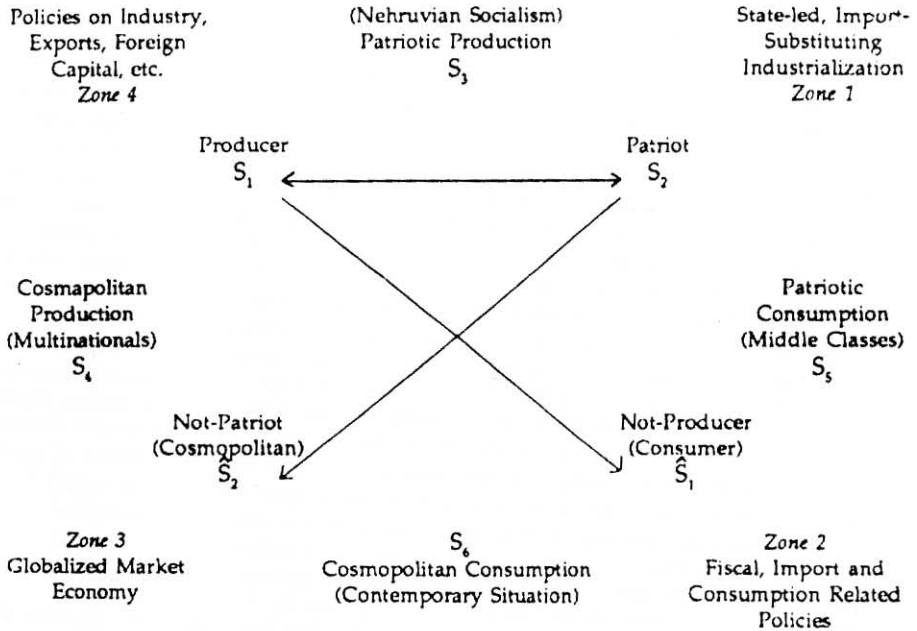 Policies on Industry,
Exports, Foreign
Capital, etc.
Zone 4
(Nehruvian Socialism)
Patriotic Production
S₃
State-led, Import-
Substituting
Industrialization
Zone 1
Producer
S₁
Patriot
S₂
Cosmapolitan
Production
(Multinationals)
S₄
Patriotic
Consumption
(Middle Classes)
S₅
Not-Patriot
(Cosmopolitan)
Ŝ₂
Not-Producer
(Consumer)
Ŝ₁
Zone 3
Globalized Market
Economy
S₆
Cosmopolitan Consumption
(Contemporary Situation)
Zone 2
Fiscal, Import and
Consumption Related
Policies